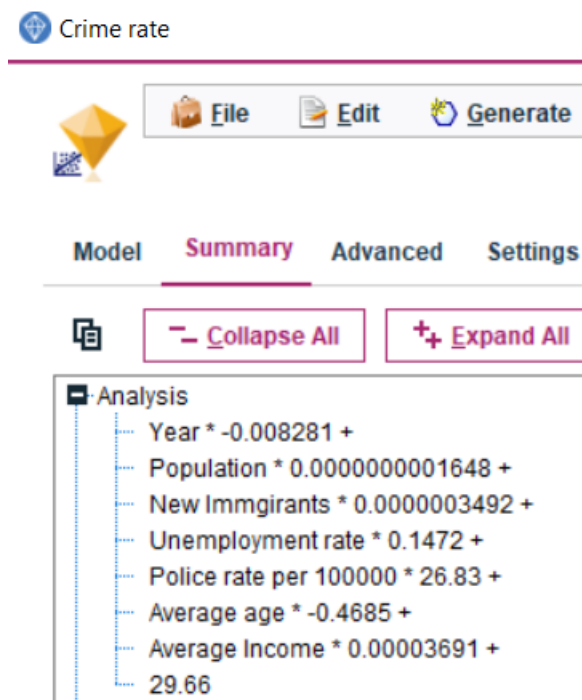 Crime rate
File Edit Generate
Model Summary Advanced Settings
Collapse All Expand All
Analysis
Year * -0.008281 +
Population * 0.0000000001648 +
New Immgirants * 0.0000003492 +
Unemployment rate * 0.1472 +
Police rate per 100000 * 26.83 +
Average age * -0.4685 +
Average Income * 0.00003691 +
29.66